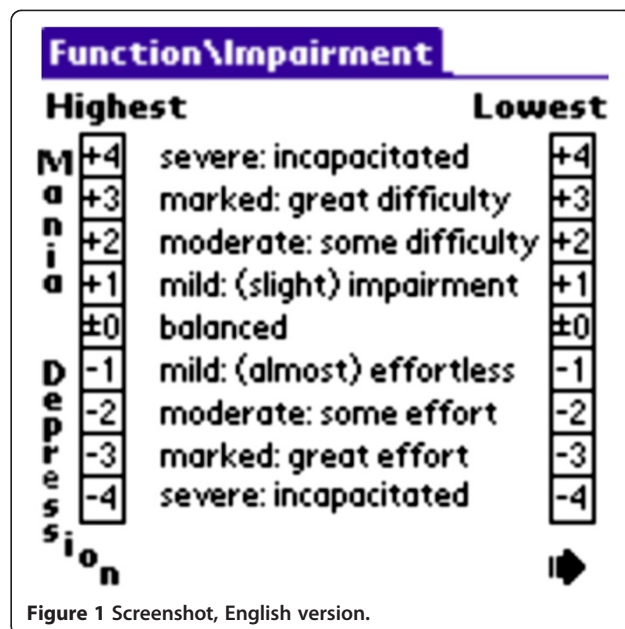 Function\Impairment
Highest Lowest
Mania
Depression
+4 severe: incapacitated +4
+3 marked: great difficulty +3
+2 moderate: some difficulty +2
+1 mild: (slight) impairment +1
±0 balanced ±0
-1 mild: (almost) effortless -1
-2 moderate: some effort -2
-3 marked: great effort -3
-4 severe: incapacitated -4
Figure 1 Screenshot, English version.